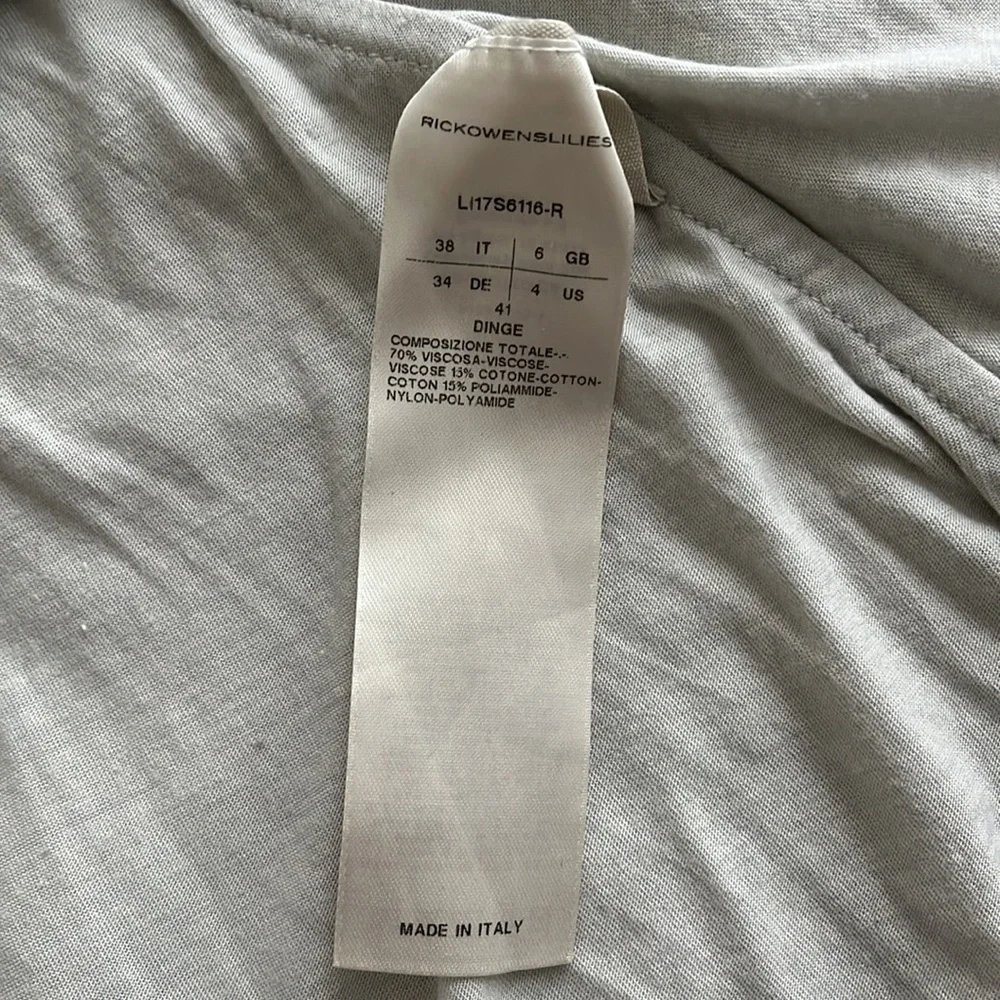 RICKOWENSLILIES
LI17S6116-R
38 IT 6 GB
34 DE 4 US
41
DINGE
COMPOSIZIONE TOTALE-.-.
70% VISCOSA-VISCOSE-
VISCOSE 15% COTONE-COTTON-
COTON 15% POLIAMMIDE-
NYLON-POLYAMIDE
MADE IN ITALY